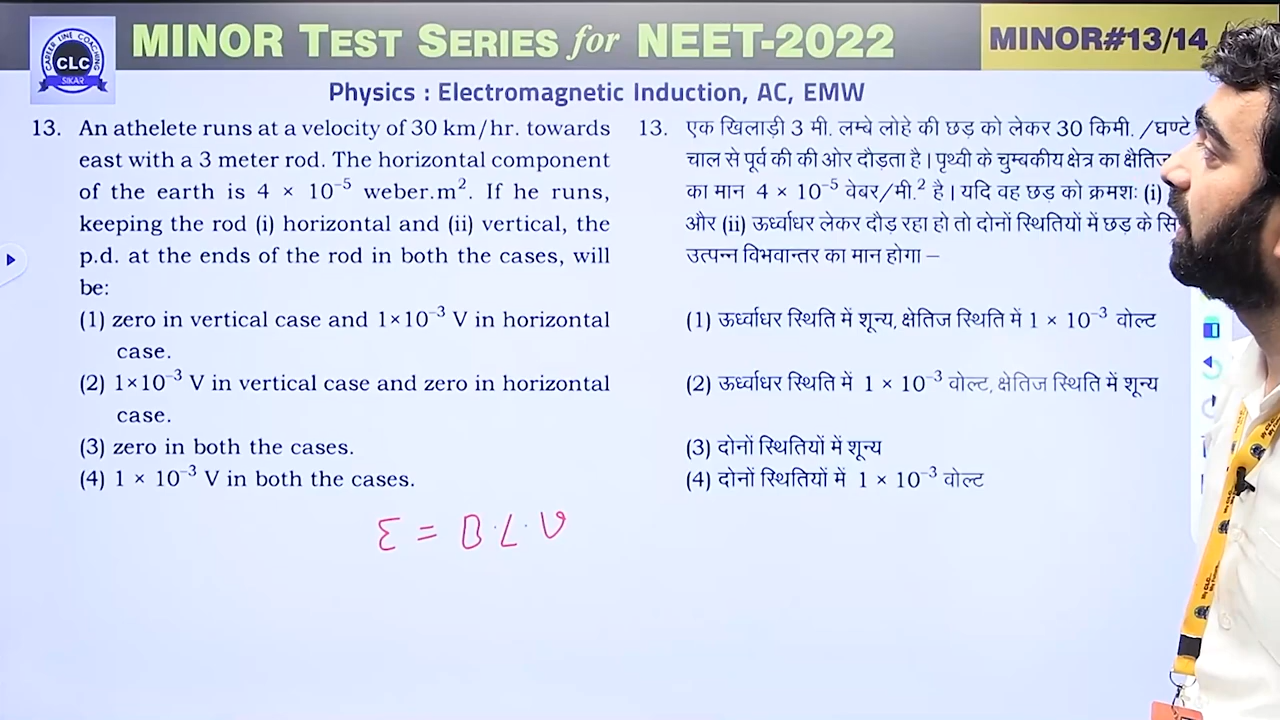 CAREER LINE COACHING
CLC
SIKAR
MINOR TEST SERIES for NEET-2022
MINOR#13/14
Physics : Electromagnetic Induction, AC, EMW
13. An athelete runs at a velocity of 30 km/hr. towards
east with a 3 meter rod. The horizontal component
of the earth is 4 × 10⁻⁵ weber.m². If he runs,
keeping the rod (i) horizontal and (ii) vertical, the
p.d. at the ends of the rod in both the cases, will
be:
(1) zero in vertical case and 1×10⁻³ V in horizontal
case.
(2) 1×10⁻³ V in vertical case and zero in horizontal
case.
(3) zero in both the cases.
(4) 1 × 10⁻³ V in both the cases.
13. एक खिलाड़ी 3 मी. लम्बे लोहे की छड़ को लेकर 30 किमी. /घण्टे
चाल से पूर्व की की ओर दौड़ता है। पृथ्वी के चुम्बकीय क्षेत्र का
का मान 4 × 10⁻⁵ वेबर/मी.² है। यदि वह छड़ को क्रमशः (i)
और (ii) ऊर्ध्वाधर लेकर दौड़ रहा हो तो दोनों स्थितियों में छड़ के
उत्पन्न विभवान्तर का मान होगा –
(1) ऊर्ध्वाधर स्थिति में शून्य, क्षेतिज स्थिति में 1 × 10⁻³ वोल्ट
(2) ऊर्ध्वाधर स्थिति में 1 × 10⁻³ वोल्ट, क्षेतिज स्थिति में शून्य
(3) दोनों स्थितियों में शून्य
(4) दोनों स्थितियों में 1 × 10⁻³ वोल्ट
Ɛ = B.L.V